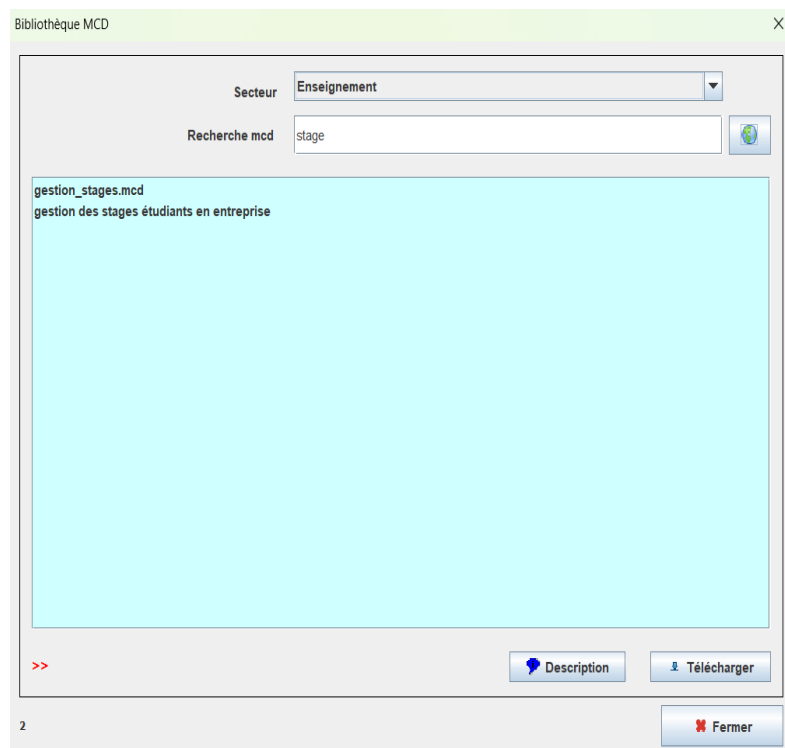 Bibliothèque MCD
Secteur Enseignement
Recherche mcd stage
gestion_stages.mcd
gestion des stages étudiants en entreprise
>> Description Télécharger
2 Fermer